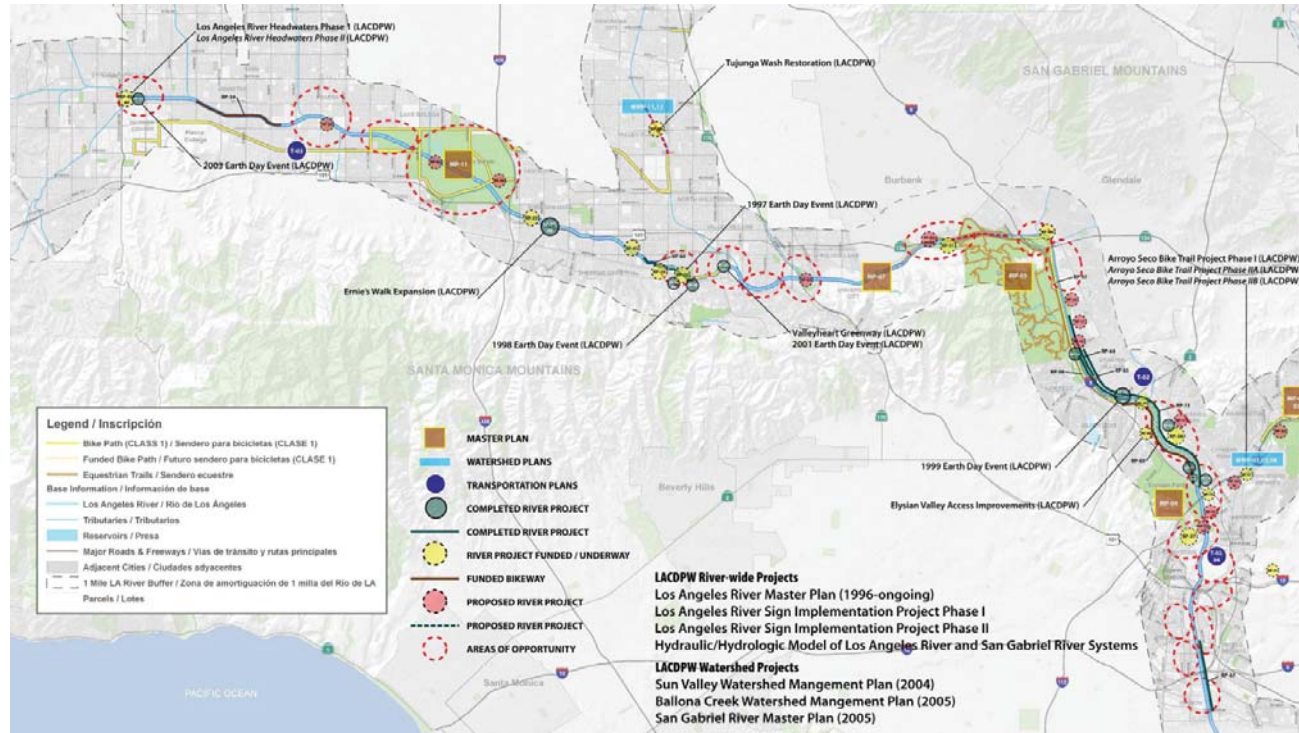 Los Angeles River Headwaters Phase 1 (LACDPW)
Los Angeles River Headwaters Phase II (LACDPW)
Tujunga Wash Restoration (LACDPW)
SAN GABRIEL MOUNTAINS
2003 Earth Day Event (LACDPW)
T-03
Burbank
Glendale
1997 Earth Day Event (LACDPW)
Arroyo Seco Bike Trail Project Phase I (LACDPW)
Arroyo Seco Bike Trail Project Phase IIA (LACDPW)
Arroyo Seco Bike Trail Project Phase IIB (LACDPW)
Ernie's Walk Expansion (LACDPW)
1998 Earth Day Event (LACDPW)
Valleyheart Greenway (LACDPW)
2001 Earth Day Event (LACDPW)
SANTA MONICA MOUNTAINS
T-02
1999 Earth Day Event (LACDPW)
Elysian Valley Access Improvements (LACDPW)
Beverly Hills
Santa Monica
PACIFIC OCEAN
Legend / Inscripción
Bike Path (CLASS 1) / Sendero para bicicletas (CLASE 1)
Funded Bike Path / Futuro sendero para bicicletas (CLASE 1)
Equestrian Trails / Sendero ecuestre
Base Information / Información de base
Los Angeles River / Río de Los Ángeles
Tributaries / Tributarios
Reservoirs / Presa
Major Roads & Freeways / Vias de tránsito y rutas principales
Adjacent Cities / Ciudades adyacentes
1 Mile LA River Buffer / Zona de amortiguación de 1 milla del Río de LA
Parcels / Lotes
MASTER PLAN
WATERSHED PLANS
TRANSPORTATION PLANS
COMPLETED RIVER PROJECT
COMPLETED RIVER PROJECT
RIVER PROJECT FUNDED / UNDERWAY
FUNDED BIKEWAY
PROPOSED RIVER PROJECT
PROPOSED RIVER PROJECT
AREAS OF OPPORTUNITY
LACDPW River-wide Projects
Los Angeles River Master Plan (1996-ongoing)
Los Angeles River Sign Implementation Project Phase I
Los Angeles River Sign Implementation Project Phase II
Hydraulic/Hydrologic Model of Los Angeles River and San Gabriel River Systems
LACDPW Watershed Projects
Sun Valley Watershed Mangement Plan (2004)
Ballona Creek Watershed Mangement Plan (2005)
San Gabriel River Master Plan (2005)